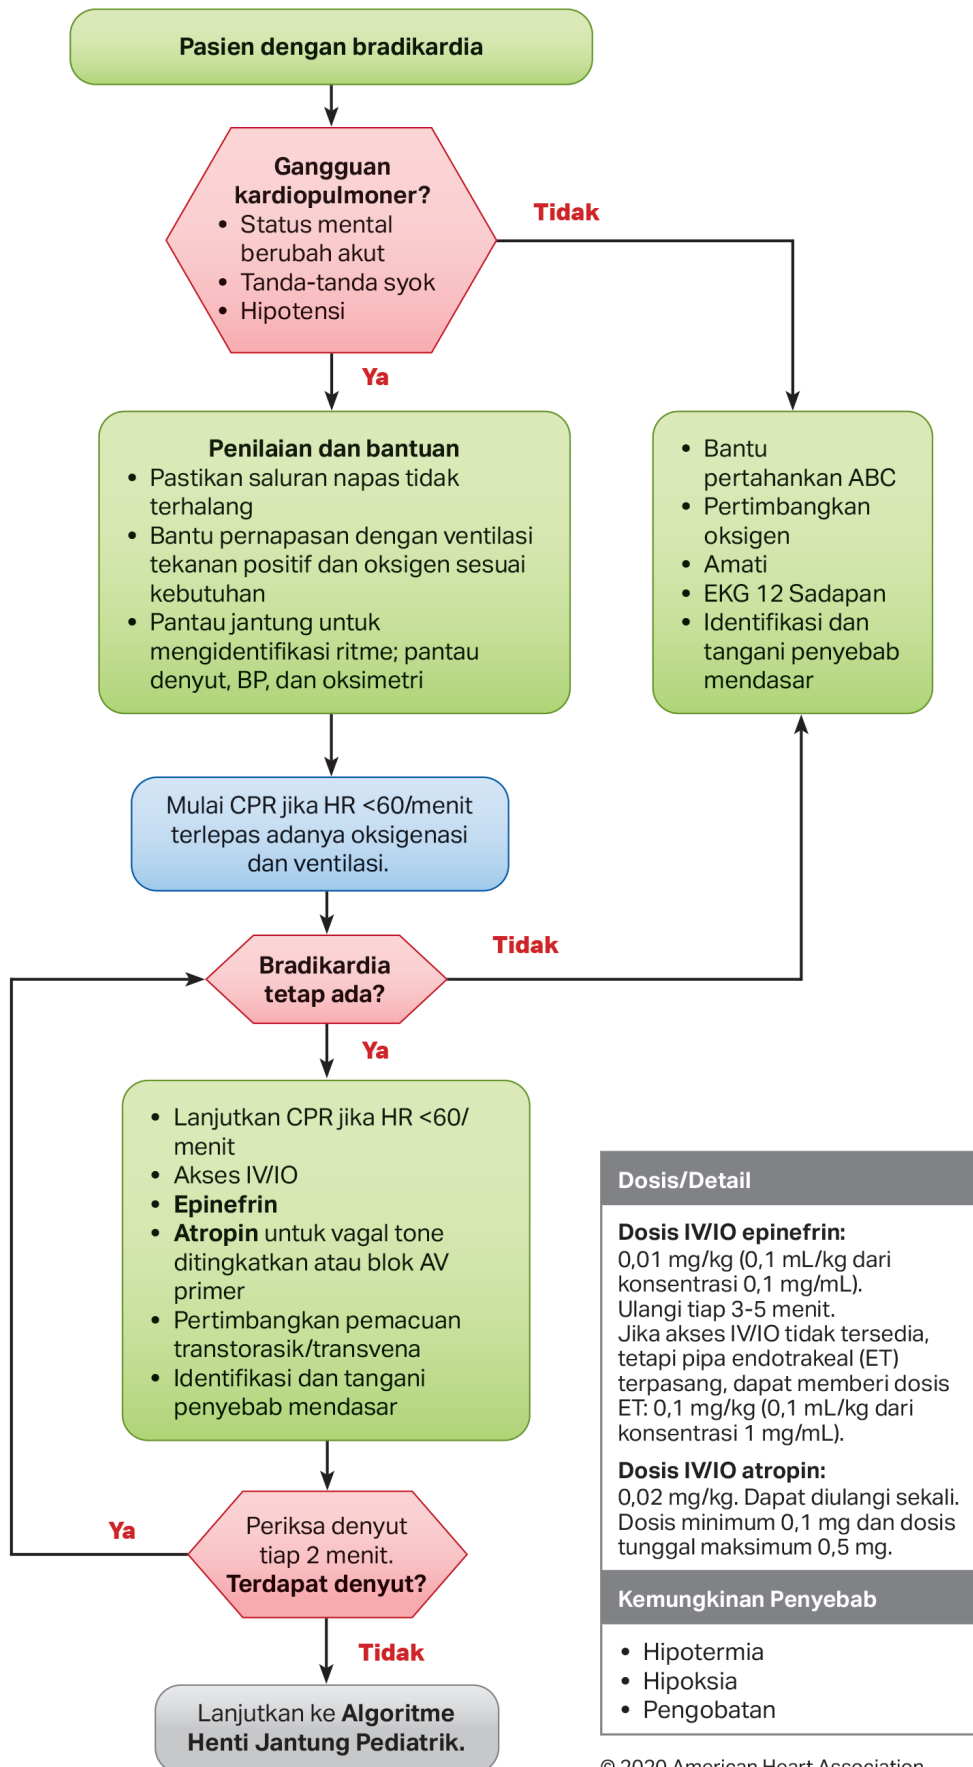 Pasien dengan bradikardia
Gangguan
kardiopulmoner?
• Status mental
berubah akut
• Tanda-tanda syok
• Hipotensi
Tidak
Ya
Penilaian dan bantuan
• Pastikan saluran napas tidak
terhalang
• Bantu pernapasan dengan ventilasi
tekanan positif dan oksigen sesuai
kebutuhan
• Pantau jantung untuk
mengidentifikasi ritme; pantau
denyut, BP, dan oksimetri
• Bantu
pertahankan ABC
• Pertimbangkan
oksigen
• Amati
• EKG 12 Sadapan
• Identifikasi dan
tangani penyebab
mendasar
Mulai CPR jika HR <60/menit
terlepas adanya oksigenasi
dan ventilasi.
Bradikardia
tetap ada?
Tidak
Ya
• Lanjutkan CPR jika HR <60/
menit
• Akses IV/IO
• Epinefrin
• Atropin untuk vagal tone
ditingkatkan atau blok AV
primer
• Pertimbangkan pemacuan
transtorasik/transvena
• Identifikasi dan tangani
penyebab mendasar
Periksa denyut
tiap 2 menit.
Terdapat denyut?
Ya
Tidak
Lanjutkan ke Algoritme
Henti Jantung Pediatrik.
Dosis/Detail
Dosis IV/IO epinefrin:
0,01 mg/kg (0,1 mL/kg dari
konsentrasi 0,1 mg/mL).
Ulangi tiap 3-5 menit.
Jika akses IV/IO tidak tersedia,
tetapi pipa endotrakeal (ET)
terpasang, dapat memberi dosis
ET: 0,1 mg/kg (0,1 mL/kg dari
konsentrasi 1 mg/mL).
Dosis IV/IO atropin:
0,02 mg/kg. Dapat diulangi sekali.
Dosis minimum 0,1 mg dan dosis
tunggal maksimum 0,5 mg.
Kemungkinan Penyebab
• Hipotermia
• Hipoksia
• Pengobatan
© 2020 American Heart Association